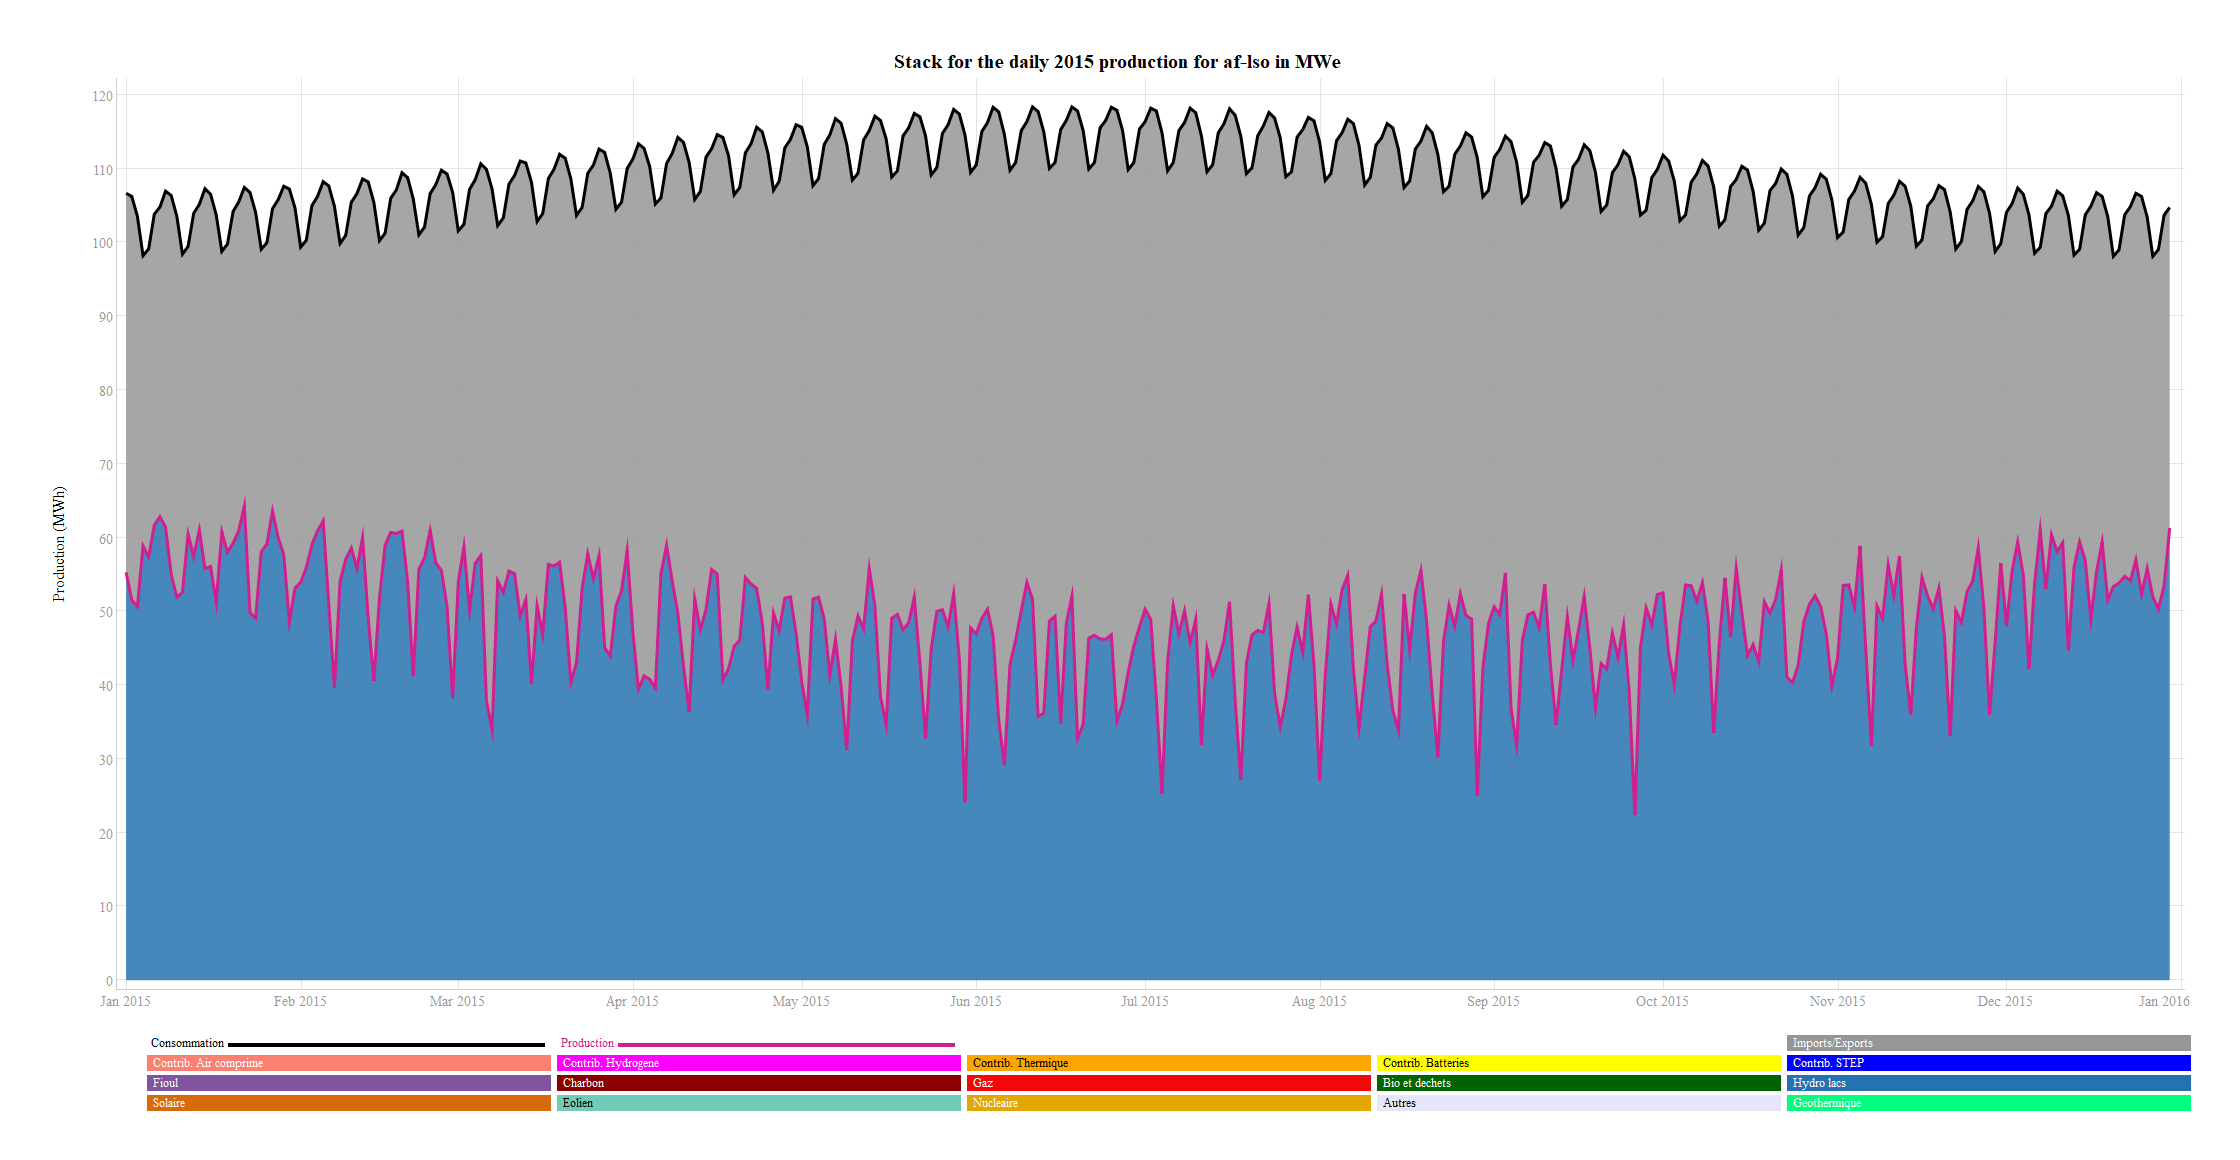 Stack for the daily 2015 production for af-lso in MWe
120
110
100
90
80
70
60
50
40
30
20
10
0
Production (MWh)
Jan 2015 Feb 2015 Mar 2015 Apr 2015 May 2015 Jun 2015 Jul 2015 Aug 2015 Sep 2015 Oct 2015 Nov 2015 Dec 2015 Jan 2016
Consommation Production Imports/Exports
Contrib. Air comprime Contrib. Hydrogene Contrib. Thermique Contrib. Batteries Contrib. STEP
Fioul Charbon Gaz Bio et dechets Hydro lacs
Solaire Eolien Nucleaire Autres Geothermique